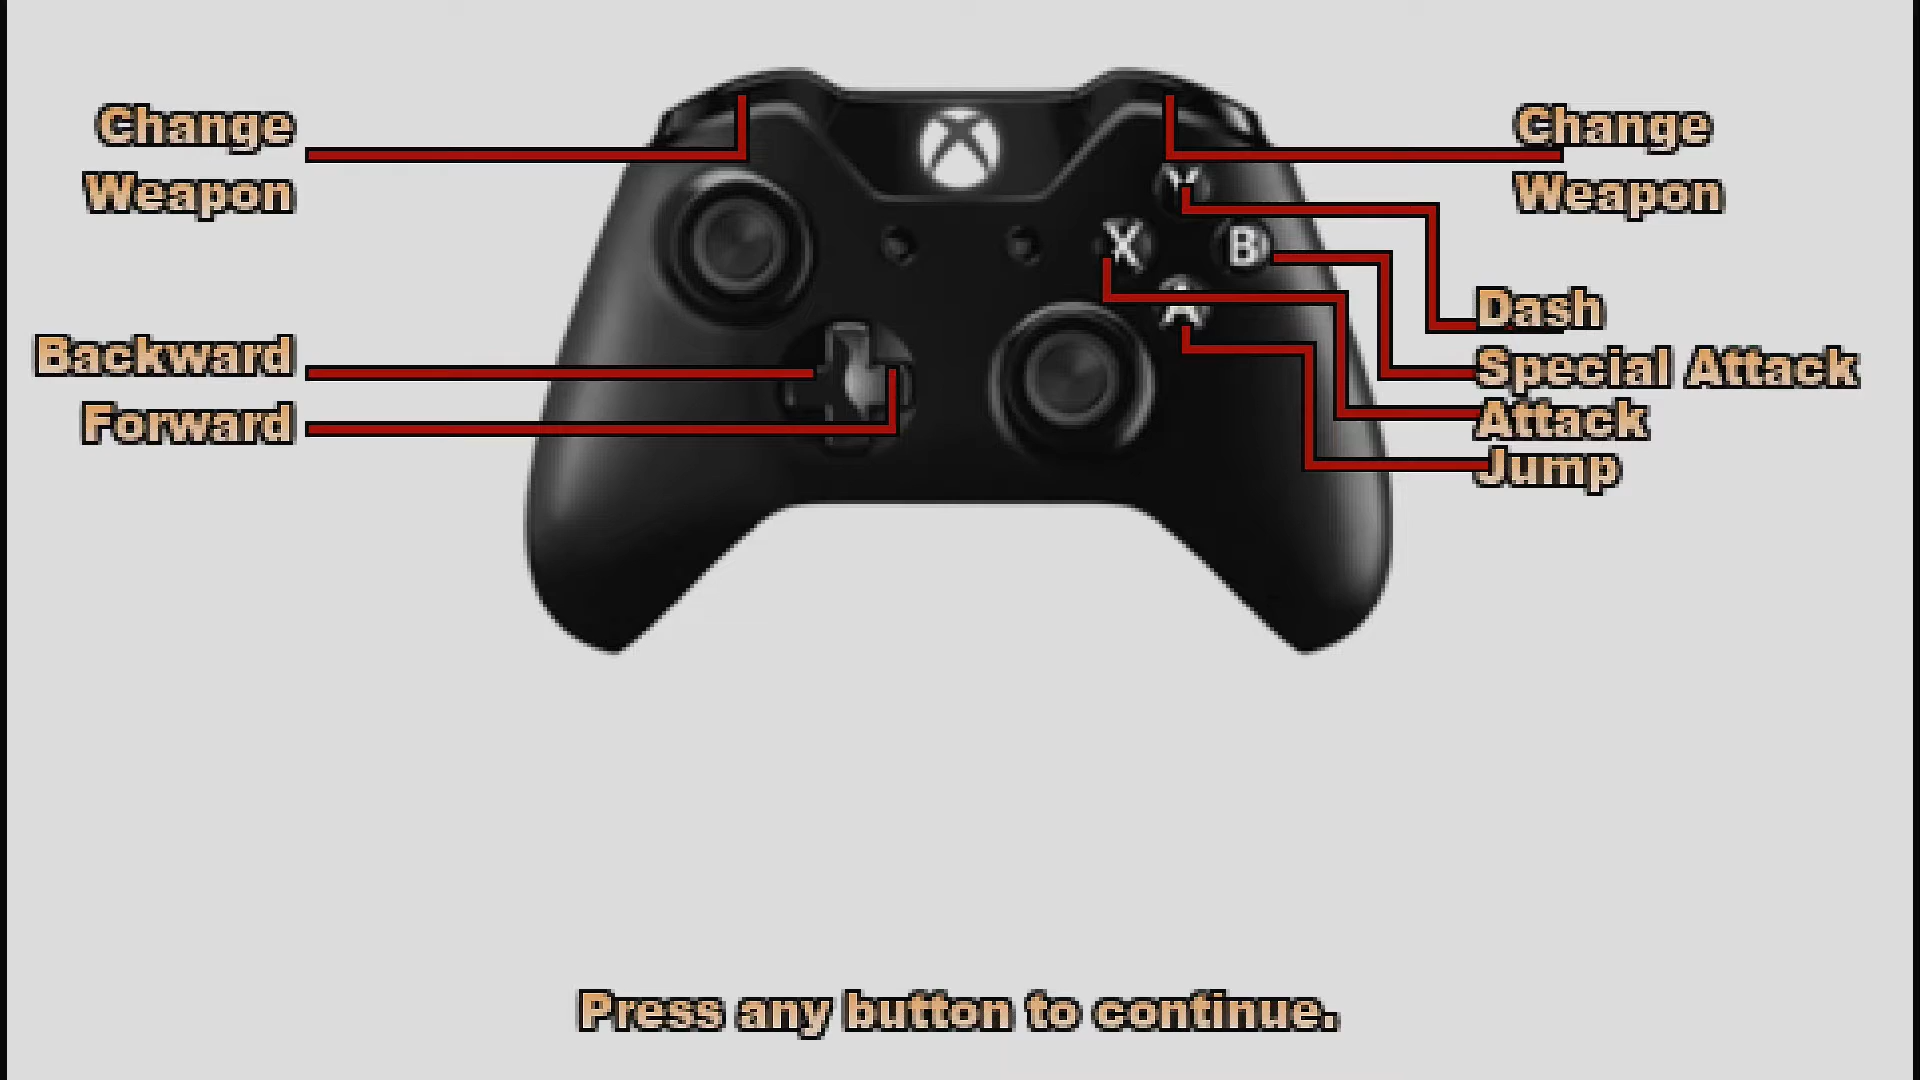 Change
Weapon
Change
Weapon
Y
X
B
A
Dash
Special Attack
Attack
Jump
Backward
Forward
Press any button to continue.